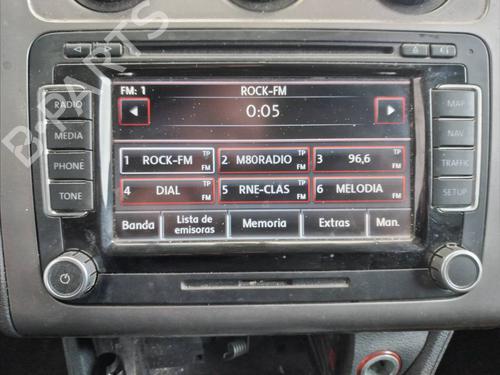 FM: 1 ROCK-FM
0:05
RADIO
MEDIA
PHONE
TONE
MAP
NAV
TRAFFIC
SETUP
1 ROCK-FM TP FM
2 M80RADIO TP FM
3 96,6 TP FM
4 DIAL TP FM
5 RNE-CLAS TP FM
6 MELODIA FM
Banda
Lista de
emisoras
Memoria
Extras
Man.
B-PARTS